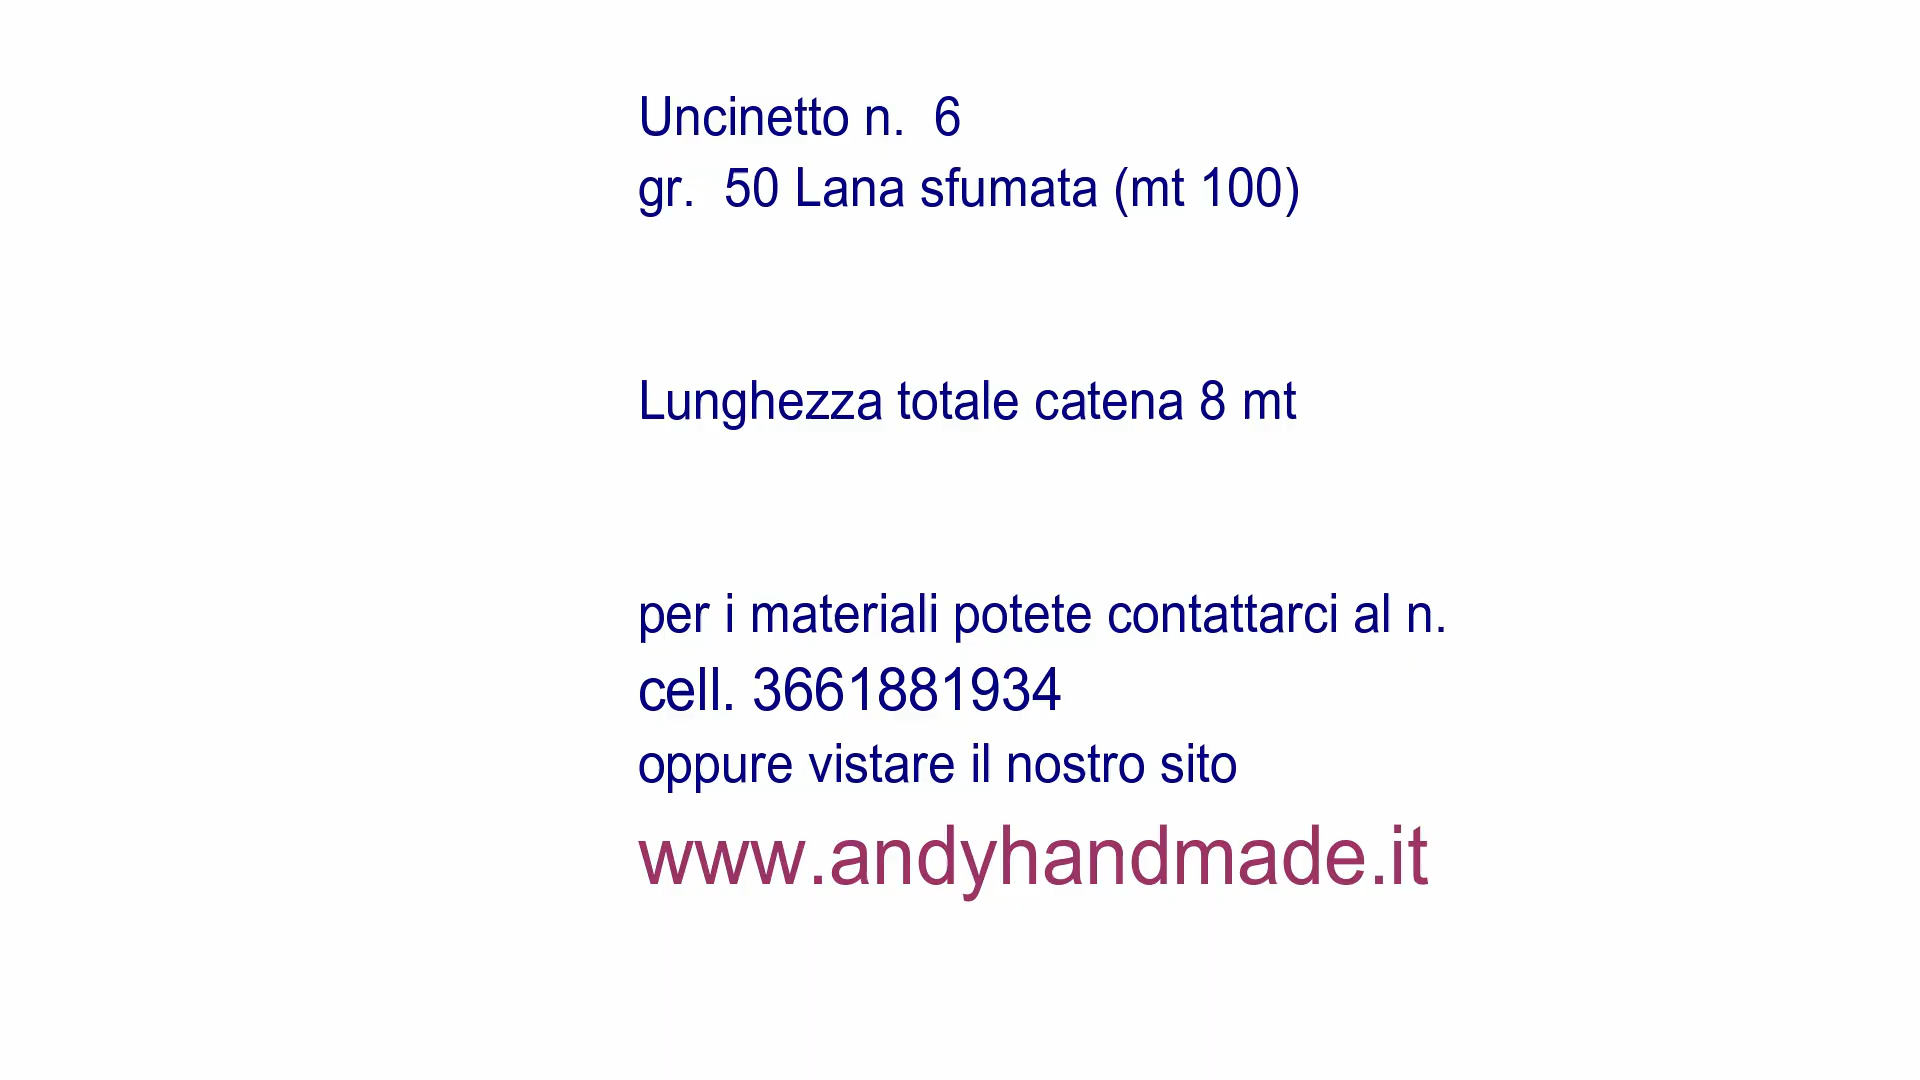 Uncinetto n.  6
gr.  50 Lana sfumata (mt 100)
Lunghezza totale catena 8 mt
per i materiali potete contattarci al n.
cell. 3661881934
oppure vistare il nostro sito
www.andyhandmade.it